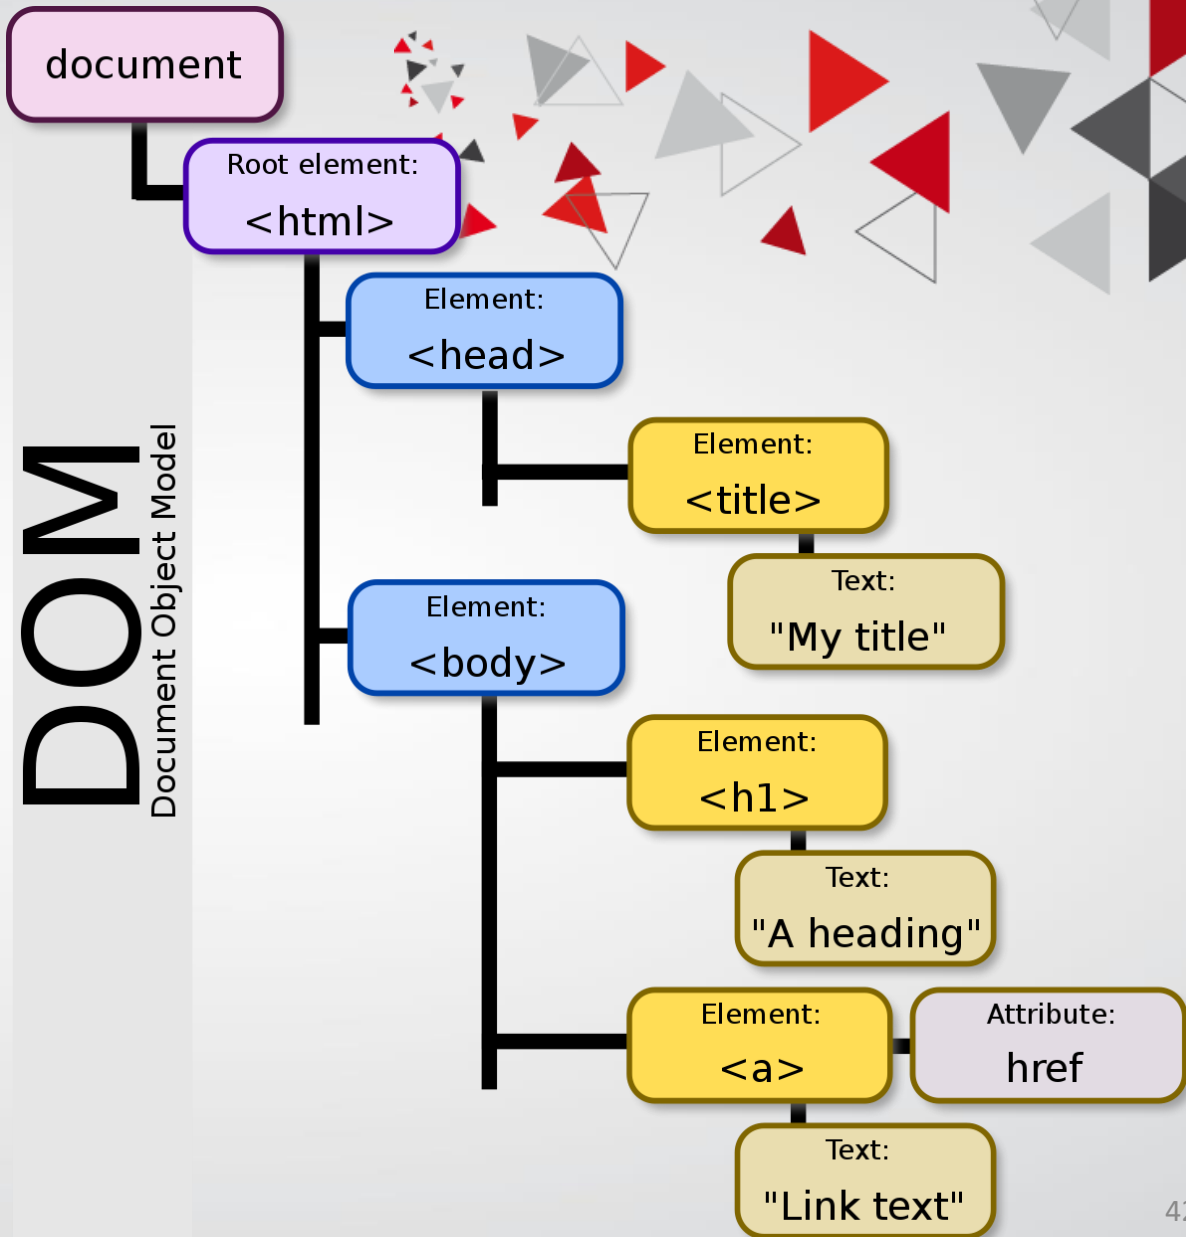 document
Root element:
<html>
Element:
<head>
Element:
<title>
Text:
"My title"
Element:
<body>
Element:
<h1>
Text:
"A heading"
Element:
<a>
Attribute:
href
Text:
"Link text"
DOM
Document Object Model